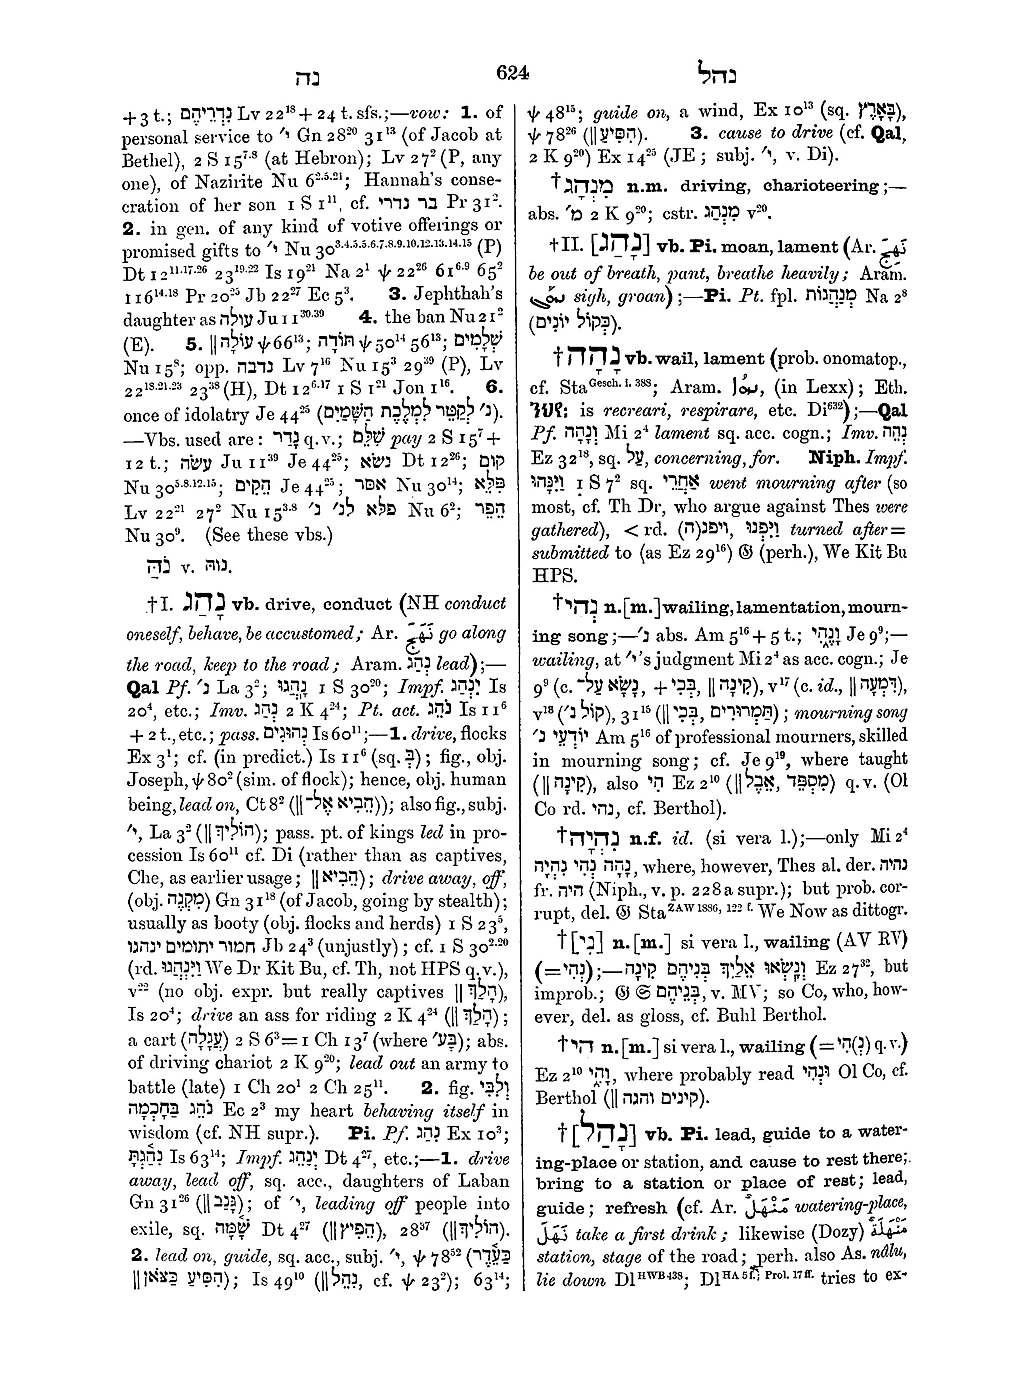 נה
624
נהל
+3 t.; נִדְרֵיהֶם Lv 22¹⁸ + 24 t. sfs.;—vow: 1. of
personal service to י׳ Gn 28²⁰ 31¹³ (of Jacob at
Bethel), 2 S 15⁷·⁸ (at Hebron); Lv 27² (P, any
one), of Nazirite Nu 6²·⁵·²¹; Hannah's conse-
cration of her son 1 S 1¹¹, cf. בר נדרי Pr 31².
2. in gen. of any kind of votive offerings or
promised gifts to י׳ Nu 30³·⁴·⁵·⁵·⁶·⁷·⁸·⁹·¹⁰·¹²·¹³·¹⁴·¹⁵ (P)
Dt 12¹¹·¹⁷·²⁶ 23¹⁹·²² Is 19²¹ Na 2¹ ψ 22²⁶ 61⁶·⁹ 65²
116¹⁴·¹⁸ Pr 20²⁵ Jb 22²⁷ Ec 5³. 3. Jephthah's
daughter as עולה Ju 11³⁰·³⁹ 4. the ban Nu 21²
(E). 5. ‖ עוֹלָה ψ 66¹³; תּוֹדָה ψ 50¹⁴ 56¹³; שְׁלָמִים
Nu 15⁸; opp. נדבה Lv 7¹⁶ Nu 15³ 29³⁹ (P), Lv
22¹⁸·²¹·²³ 23³⁸ (H), Dt 12⁶·¹⁷ 1 S 1²¹ Jon 1¹⁶. 6.
once of idolatry Je 44²⁵ (נ׳ לְקַטֵּר לִמְלֶכֶת הַשָּׁמַיִם).
—Vbs. used are: נָדַר q.v.; שִׁלֵּם pay 2 S 15⁷ +
12 t.; עשׂה Ju 11³⁹ Je 44²⁵; נשׂא Dt 12²⁶; קום
Nu 30⁵·⁸·¹²·¹⁵; הֵקִים Je 44²⁵; אסר Nu 30¹⁴; פִּלֵּא
Lv 22²¹ 27² Nu 15³·⁸ פלא לנ׳ נ׳ Nu 6²; הֵפֵר
Nu 30⁹. (See these vbs.)
נֹהַּ v. נוה.
†I. נָהַג vb. drive, conduct (NH conduct
oneself, behave, be accustomed; Ar. نَهَجَ go along
the road, keep to the road; Aram. נְהַג lead);—
Qal Pf. נ׳ La 3²; נָהֲגוּ 1 S 30²⁰; Impf. יִנְהַג Is
20⁴, etc.; Imv. נְהַג 2 K 4²⁴; Pt. act. נֹהֵג Is 11⁶
+ 2 t., etc.; pass. נְהוּגִים Is 60¹¹;—1. drive, flocks
Ex 3¹; cf. (in predict.) Is 11⁶ (sq. בְּ); fig., obj.
Joseph, ψ 80² (sim. of flock); hence, obj. human
being, lead on, Ct 8² (‖ הֵבִיא אֶל־); also fig., subj.
י׳, La 3² (‖ הוֹלִיךְ); pass. pt. of kings led in pro-
cession Is 60¹¹ cf. Di (rather than as captives,
Che, as earlier usage; ‖ הֵבִיא); drive away, off,
(obj. מִקְנֶה) Gn 31¹⁸ (of Jacob, going by stealth);
usually as booty (obj. flocks and herds) 1 S 23⁵,
חמור יתומים ינהגו Jb 24³ (unjustly); cf. 1 S 30²·²⁰
(rd. וַיִּנְהֲגוּ We Dr Kit Bu, cf. Th, not HPS q.v.),
v²² (no obj. expr. but really captives ‖ הָלַךְ),
Is 20⁴; drive an ass for riding 2 K 4²⁴ (‖ הָלַךְ);
a cart (עֲגָלָה) 2 S 6³ = 1 Ch 13⁷ (where בָּע׳); abs.
of driving chariot 2 K 9²⁰; lead out an army to
battle (late) 1 Ch 20¹ 2 Ch 25¹¹. 2. fig. וְלִבִּי
נֹהֵג בַּחָכְמָה Ec 2³ my heart behaving itself in
wisdom (cf. NH supr.). Pi. Pf. נִהַג Ex 10¹³;
נִהַגְתָּ Is 63¹⁴; Impf. יְנַהֵג Dt 4²⁷, etc.;—1. drive
away, lead off, sq. acc., daughters of Laban
Gn 31²⁶ (‖ גָּנַב); of י׳, leading off people into
exile, sq. שָׁמָּה Dt 4²⁷ (‖ הֵפִיץ), 28³⁷ (‖ הוֹלִיךְ).
2. lead on, guide, sq. acc., subj. י׳, ψ 78⁵² (כַּעֵדֶר
‖ הִסִּיעַ כַּצֹּאן); Is 49¹⁰ (‖ נִהֵל, cf. ψ 23²); 63¹⁴;
ψ 48¹⁵; guide on, a wind, Ex 10¹³ (sq. בָּאָרֶץ),
ψ 78²⁶ (‖ הִסִּיעַ). 3. cause to drive (cf. Qal,
2 K 9²⁰) Ex 14²⁵ (JE; subj. י׳, v. Di).
†מִנְהָג n.m. driving, charioteering;—
abs. מ׳ 2 K 9²⁰; cstr. מִנְהַג v²⁰.
†II. [נָהַג] vb. Pi. moan, lament (Ar. نَهَجَ
be out of breath, pant, breathe heavily; Aram.
sigh, groan);—Pi. Pt. fpl. מְנַהֲגוֹת Na 2⁸
(כְּקוֹל יוֹנִים).
†נָהָה vb. wail, lament (prob. onomatop.,
cf. Sta Gesch. i. 388; Aram., (in Lexx); Eth.
is recreari, respirare, etc. Di⁶³²);—Qal
Pf. וְנָהָה Mi 2⁴ lament sq. acc. cogn.; Imv. נְהֵה
Ez 32¹⁸, sq. עַל, concerning, for. Niph. Impf.
וַיִּנָּהוּ 1 S 7² sq. אַחֲרֵי went mourning after (so
most, cf. Th Dr, who argue against Thes were
gathered), < rd. וַיִּפְנוּ, ויפנ(ה) turned after =
submitted to (as Ez 29¹⁶) 𝔊 (perh.), We Kit Bu
HPS.
†נְהִי n.[m.] wailing, lamentation, mourn-
ing song;—נ׳ abs. Am 5¹⁶ + 5 t.; וָנֶהִי Je 9⁹;—
wailing, at י׳'s judgment Mi 2⁴ as acc. cogn.; Je
9⁹ (c. נָשָׂא עַל־, + בְּכִי, ‖ קִינָה), v¹⁷ (c. id., ‖ דִּמְעָה),
v¹⁸ (קוֹל נ׳), 31¹⁵ (‖ תַּמְרוּרִים, בְּכִי); mourning song
יוֹדְעֵי נ׳ Am 5¹⁶ of professional mourners, skilled
in mourning song; cf. Je 9¹⁹, where taught
(‖ קִינָה), also הִי Ez 2¹⁰ (‖ מִסְפֵּד, אֵבֶל) q.v. (Ol
Co rd. נהי, cf. Berthol).
†נִהְיָה n.f. id. (si vera l.);—only Mi 2⁴
נָהָה נְהִי נִהְיָה, where, however, Thes al. der. נהיה
fr. היה (Niph., v. p. 228 a supr.); but prob. cor-
rupt, del. 𝔊 Sta ZAW 1886, 122 f. We Now as dittogr.
†[נִי] n.[m.] si vera l., wailing (AV RV)
(= נְהִי);—וְנָשְׂאוּ אֵלַיִךְ בְּנִיהֶם קִינָה Ez 27³², but
improb.; 𝔊 𝔖 בְּנֵיהֶם, v. MV; so Co, who, how-
ever, del. as gloss, cf. Buhl Berthol.
†הִי n.[m.] si vera l., wailing (= (נְ)הִי q.v.)
Ez 2¹⁰ וָהִי, where probably read וּנְהִי Ol Co, cf.
Berthol (‖ קינים והגה).
†[נָהַל] vb. Pi. lead, guide to a water-
ing-place or station, and cause to rest there;
bring to a station or place of rest; lead,
guide; refresh (cf. Ar. مَنْهَلٌ watering-place,
نَهِلَ take a first drink; likewise (Dozy) مَنْهَلَة
station, stage of the road; perh. also As. nâlu,
lie down Dl HWB 438; Dl HA 5 f.; Prol. 17 ff. tries to ex-